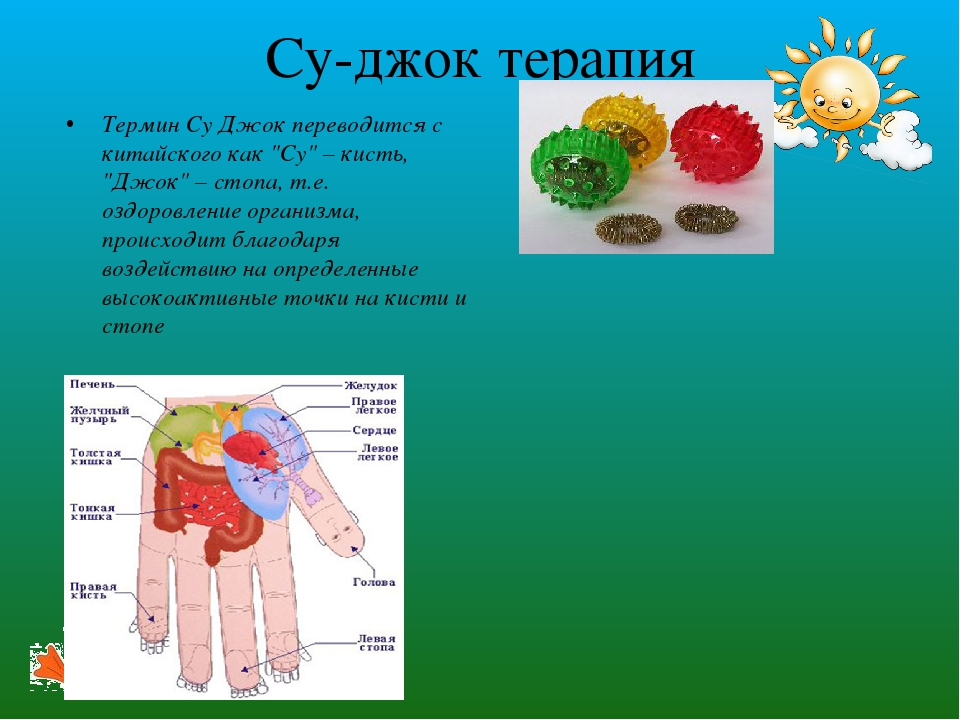 Су-джок терапия
• Термин Су Джок переводится с
китайского как "Су" – кисть,
"Джок" – стопа, т.е.
оздоровление организма,
происходит благодаря
воздействию на определенные
высокоактивные точки на кисти и
стопе
Печень
Желчный
пузырь
Толстая
кишка
Тонкая
кишка
Правая
кисть
Желудок
Правое
легкое
Сердце
Левое
легкое
Голова
Левая
стопа